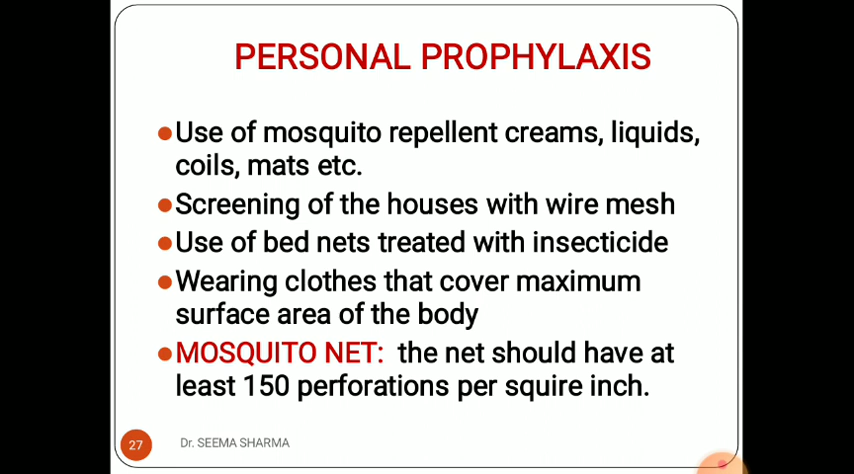 PERSONAL PROPHYLAXIS
●Use of mosquito repellent creams, liquids,
coils, mats etc.
●Screening of the houses with wire mesh
●Use of bed nets treated with insecticide
●Wearing clothes that cover maximum
surface area of the body
●MOSQUITO NET: the net should have at
least 150 perforations per squire inch.
27
Dr. SEEMA SHARMA